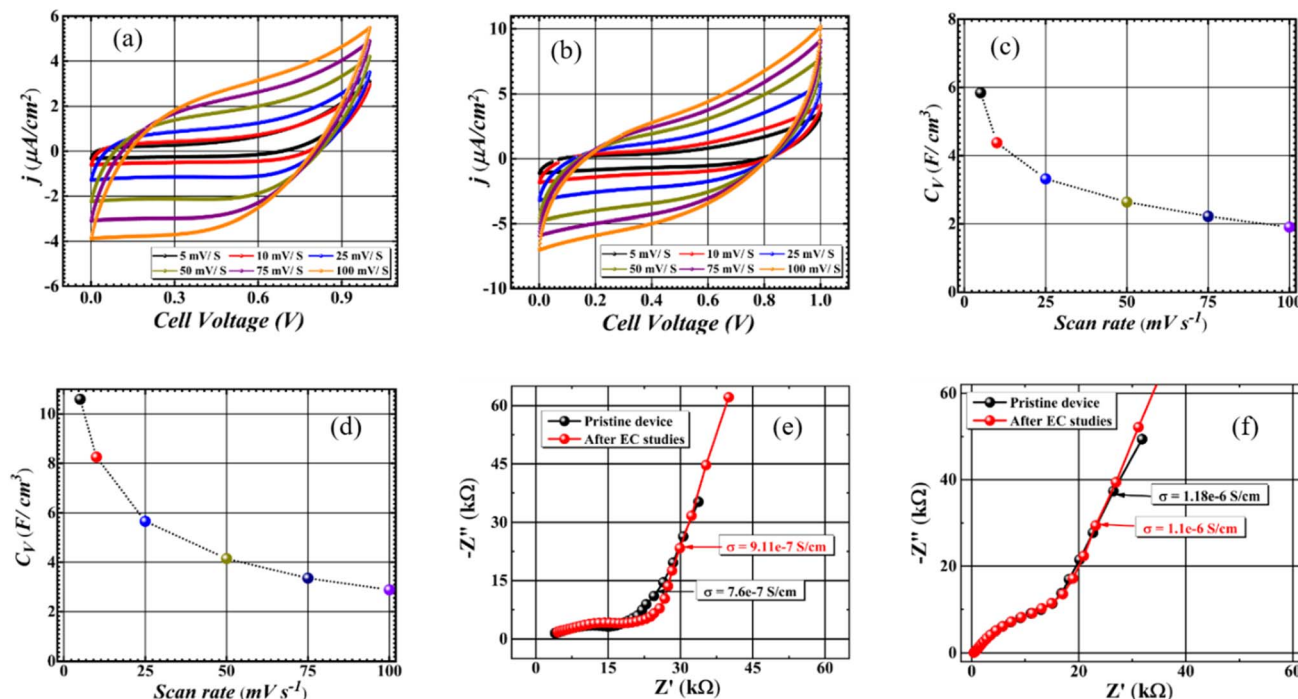 (a)
j (μA/cm²)
6
4
2
0
-2
-4
-6
0.0 0.3 0.6 0.9
5 mV/ S 10 mV/ S 25 mV/ S
50 mV/ S 75 mV/ S 100 mV/ S
Cell Voltage (V)
(b)
j (μA/cm²)
10
5
0
-5
-10
0.0 0.2 0.4 0.6 0.8 1.0
5 mV/ S 10 mV/ S 25 mV/ S
50 mV/ S 75 mV/ S 100 mV/ S
Cell Voltage (V)
(c)
C_V (F/ cm³)
8
6
4
2
0
0 25 50 75 100
Scan rate (mV s⁻¹)
(d)
C_V (F/ cm³)
10
8
6
4
2
0
0 25 50 75 100
Scan rate (mV s⁻¹)
(e)
-Z'' (kΩ)
60
45
30
15
0
Pristine device
After EC studies
σ = 9.11e-7 S/cm
σ = 7.6e-7 S/cm
0 15 30 45 60
Z' (kΩ)
(f)
-Z'' (kΩ)
60
40
20
0
Pristine device
After EC studies
σ = 1.18e-6 S/cm
σ = 1.1e-6 S/cm
0 20 40 60
Z' (kΩ)